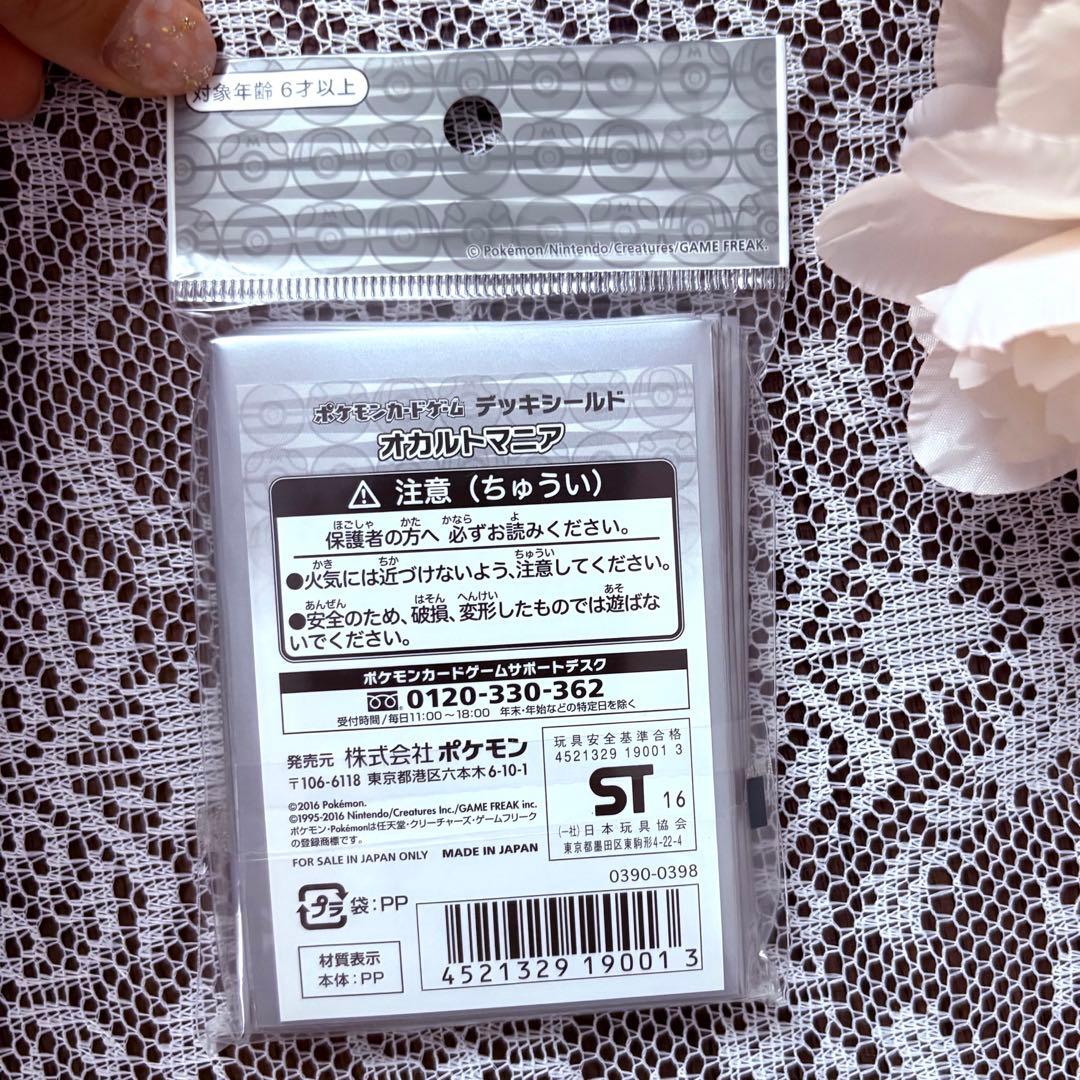 対象年齢 6才以上
© Pokémon/Nintendo/Creatures/GAME FREAK.
ポケモンカードゲーム デッキシールド
オカルトマニア
注意（ちゅうい）
ほごしゃ かた かなら よ
保護者の方へ 必ずお読みください。
かき ちか ちゅうい
●火気には近づけないよう、注意してください。
あんぜん はそん へんけい あそ
●安全のため、破損、変形したものでは遊ばな
いでください。
ポケモンカードゲームサポートデスク
0120-330-362
受付時間/毎日11:00～18:00 年末・年始などの特定日を除く
発売元 株式会社 ポケモン
〒106-6118 東京都港区六本木6-10-1
©2016 Pokémon.
©1995-2016 Nintendo/Creatures Inc./GAME FREAK inc.
ポケモン・Pokémonは任天堂・クリーチャーズ・ゲームフリーク
の登録商標です。
FOR SALE IN JAPAN ONLY MADE IN JAPAN
玩具安全基準合格
4521329 19001 3
ST 16
(一社)日本玩具協会
東京都墨田区東駒形4-22-4
0390-0398
プラ 袋:PP
材質表示
本体:PP
4521329 190013